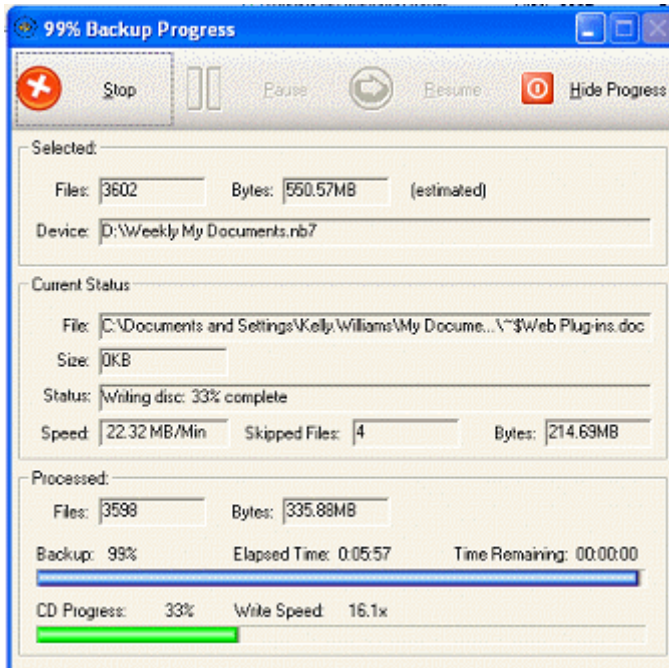 99% Backup Progress
Stop Pause Resume Hide Progress
Selected:
Files: 3602 Bytes: 550.57MB (estimated)
Device: D:\Weekly My Documents.nb7
Current Status
File: C:\Documents and Settings\Kelly.Williams\My Docume...\~$Web Plug-ins.doc
Size: 0KB
Status: Writing disc: 33% complete
Speed: 22.32 MB/Min Skipped Files: 4 Bytes: 214.69MB
Processed:
Files: 3598 Bytes: 335.88MB
Backup: 99% Elapsed Time: 0:05:57 Time Remaining: 00:00:00
CD Progress: 33% Write Speed: 16.1x